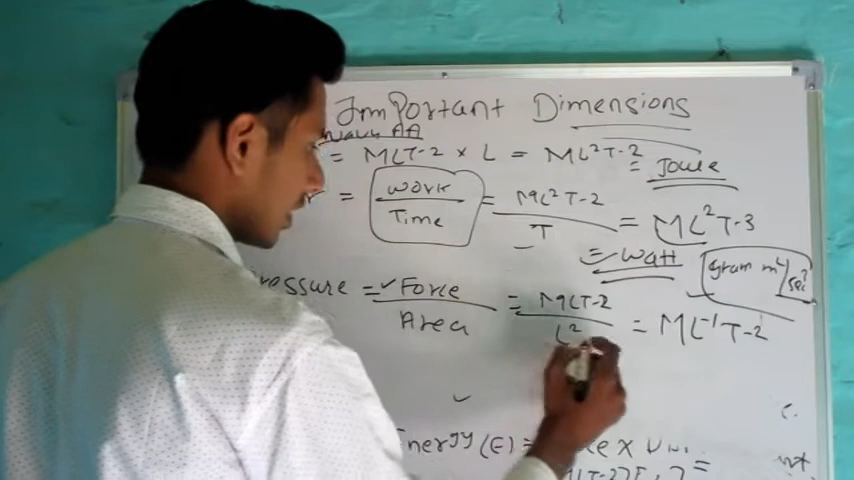 Important Dimensions
= MLT-2 × L = ML²T-2
= Joule
= Work / Time = ML²T-2 / T = ML²T-3
= Watt
gram m²/sec³
Pressure = ✓Force / Area = MLT-2 / L² = ML⁻¹T-2
Energy (E) =